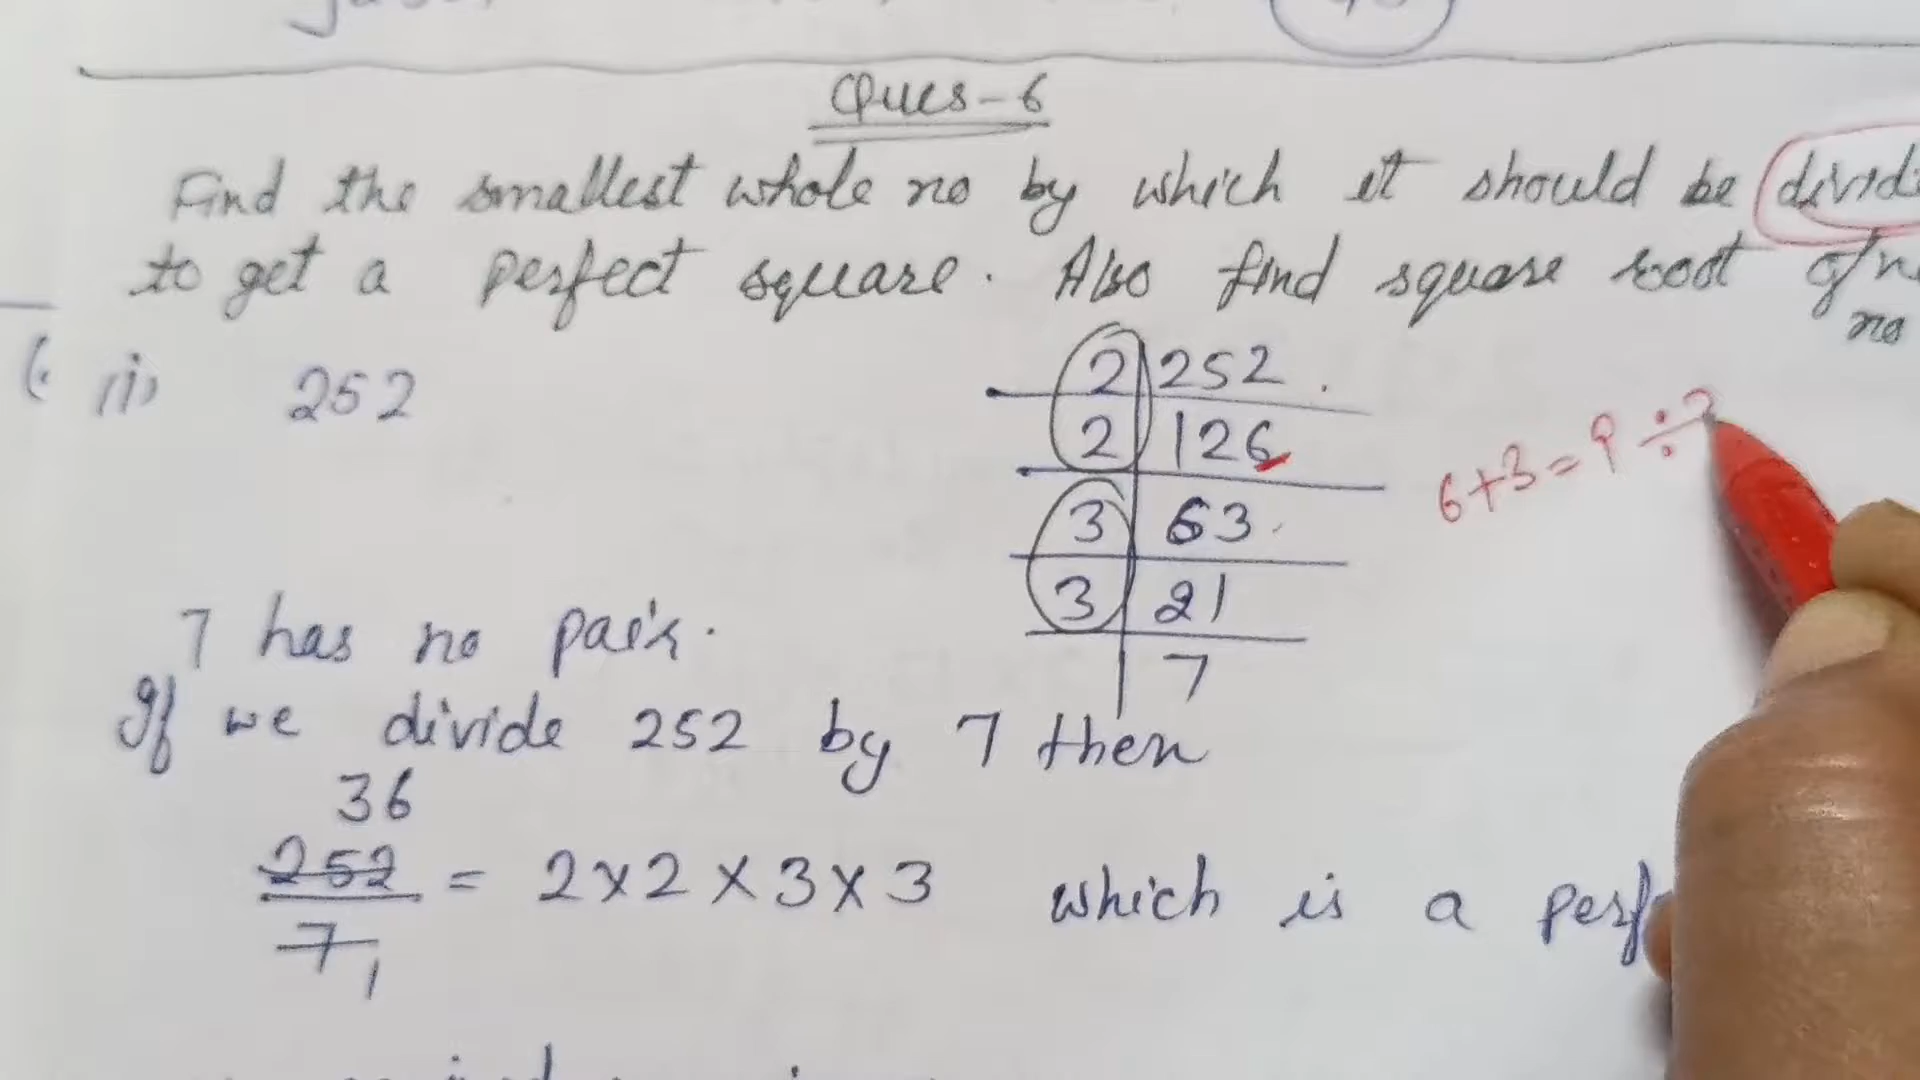 Ques-6
Find the smallest whole no by which it should be divid
to get a perfect square. Also find square root of
no
(i) 252
2 252
2 126
6+3=9÷3
3 63
3 21
7
7 has no pair.
If we divide 252 by 7 then
36
252 = 2×2×3×3 which is a perf
7 1